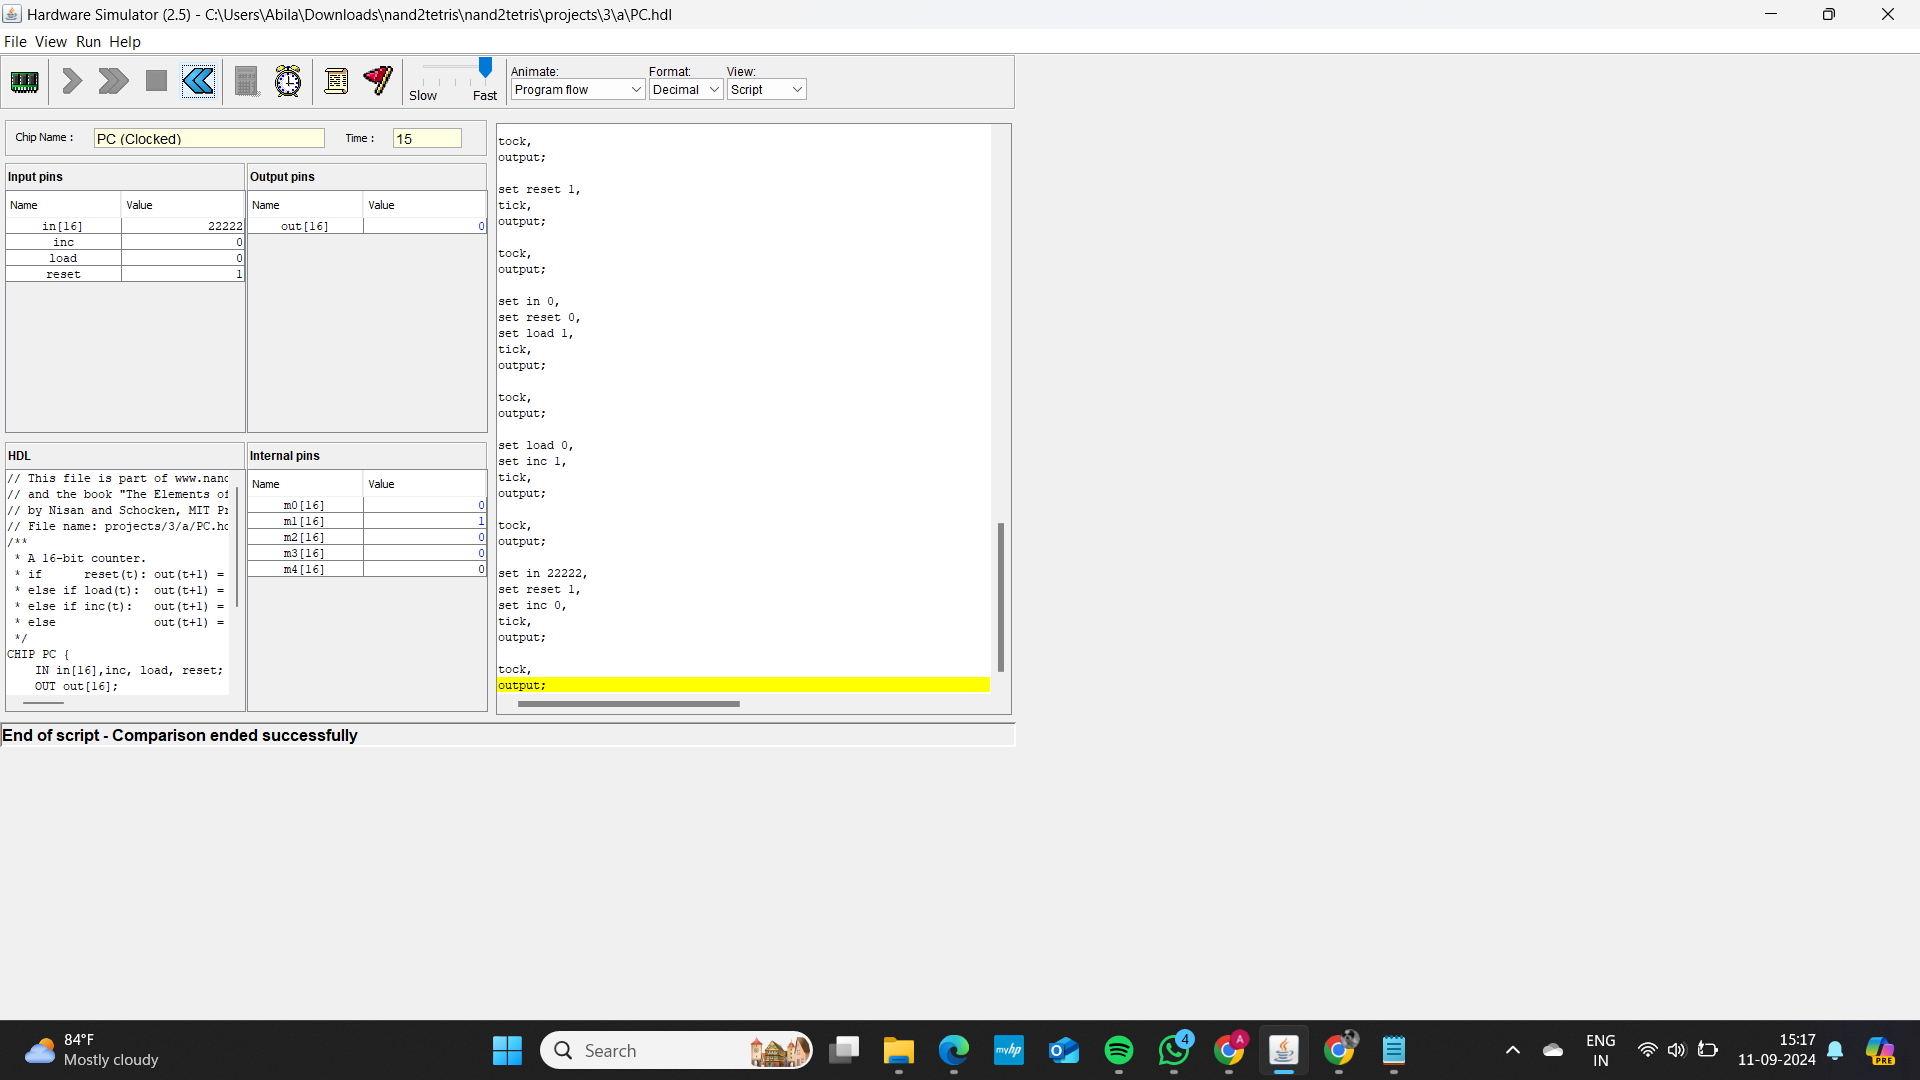 Hardware Simulator (2.5) - C:\Users\Abila\Downloads\nand2tetris\nand2tetris\projects\3\a\PC.hdl
File View Run Help
Slow Fast
Animate: Format: View:
Program flow Decimal Script
Chip Name : PC (Clocked) Time : 15
Input pins
Name Value
in[16] 22222
inc 0
load 0
reset 1
Output pins
Name Value
out[16] 0
HDL
// This file is part of www.nand
// and the book "The Elements of
// by Nisan and Schocken, MIT Pr
// File name: projects/3/a/PC.hd
/**
* A 16-bit counter.
* if reset(t): out(t+1) =
* else if load(t): out(t+1) =
* else if inc(t): out(t+1) =
* else out(t+1) =
*/
CHIP PC {
IN in[16],inc, load, reset;
OUT out[16];
Internal pins
Name Value
m0[16] 0
m1[16] 1
m2[16] 0
m3[16] 0
m4[16] 0
tock,
output;
set reset 1,
tick,
output;
tock,
output;
set in 0,
set reset 0,
set load 1,
tick,
output;
tock,
output;
set load 0,
set inc 1,
tick,
output;
tock,
output;
set in 22222,
set reset 1,
set inc 0,
tick,
output;
tock,
output;
End of script - Comparison ended successfully
84°F
Mostly cloudy
Search
myhp
4
A
ENG
IN
15:17
11-09-2024
PRE